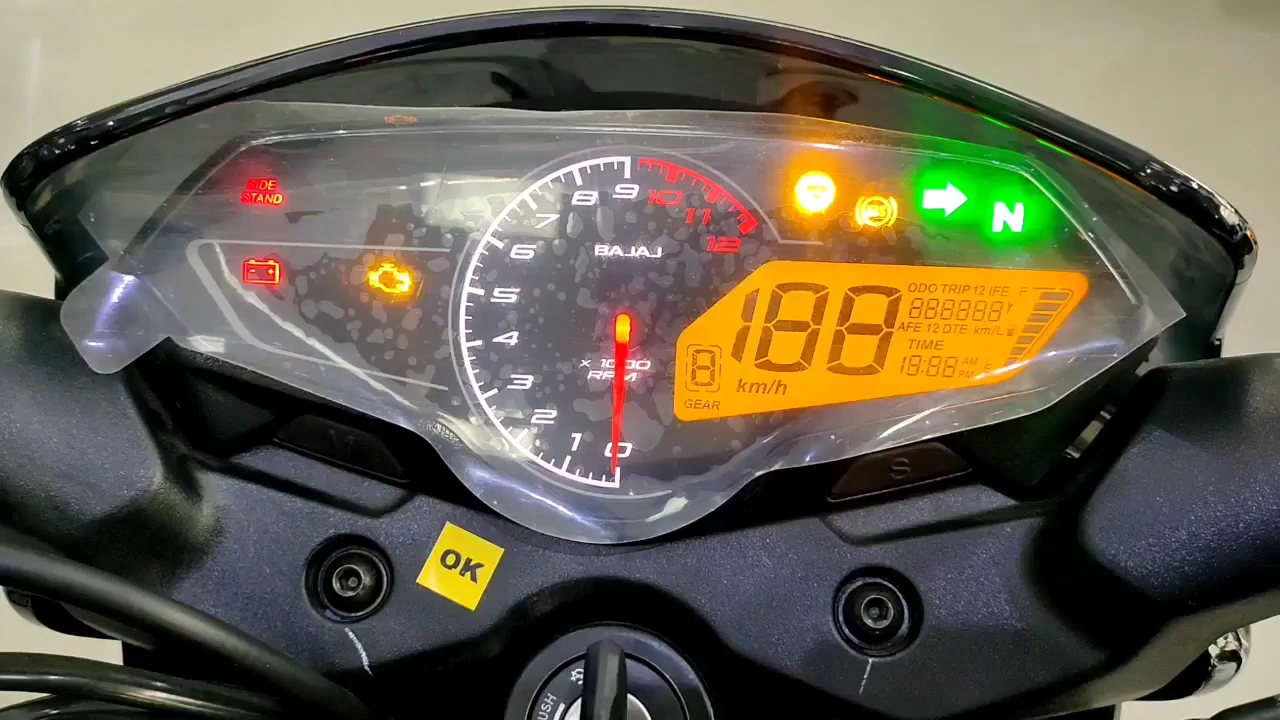 SIDE
STAND
9
10
8
11
7
12
6
BAJAJ
5
4
x 1000
RPM
3
2
1
0
N
ODO TRIP 12 IFE F
188
888888
AFE 12 DTE km/L
TIME
18:88 AM
PM E
8
km/h
GEAR
M
S
OK
PUSH